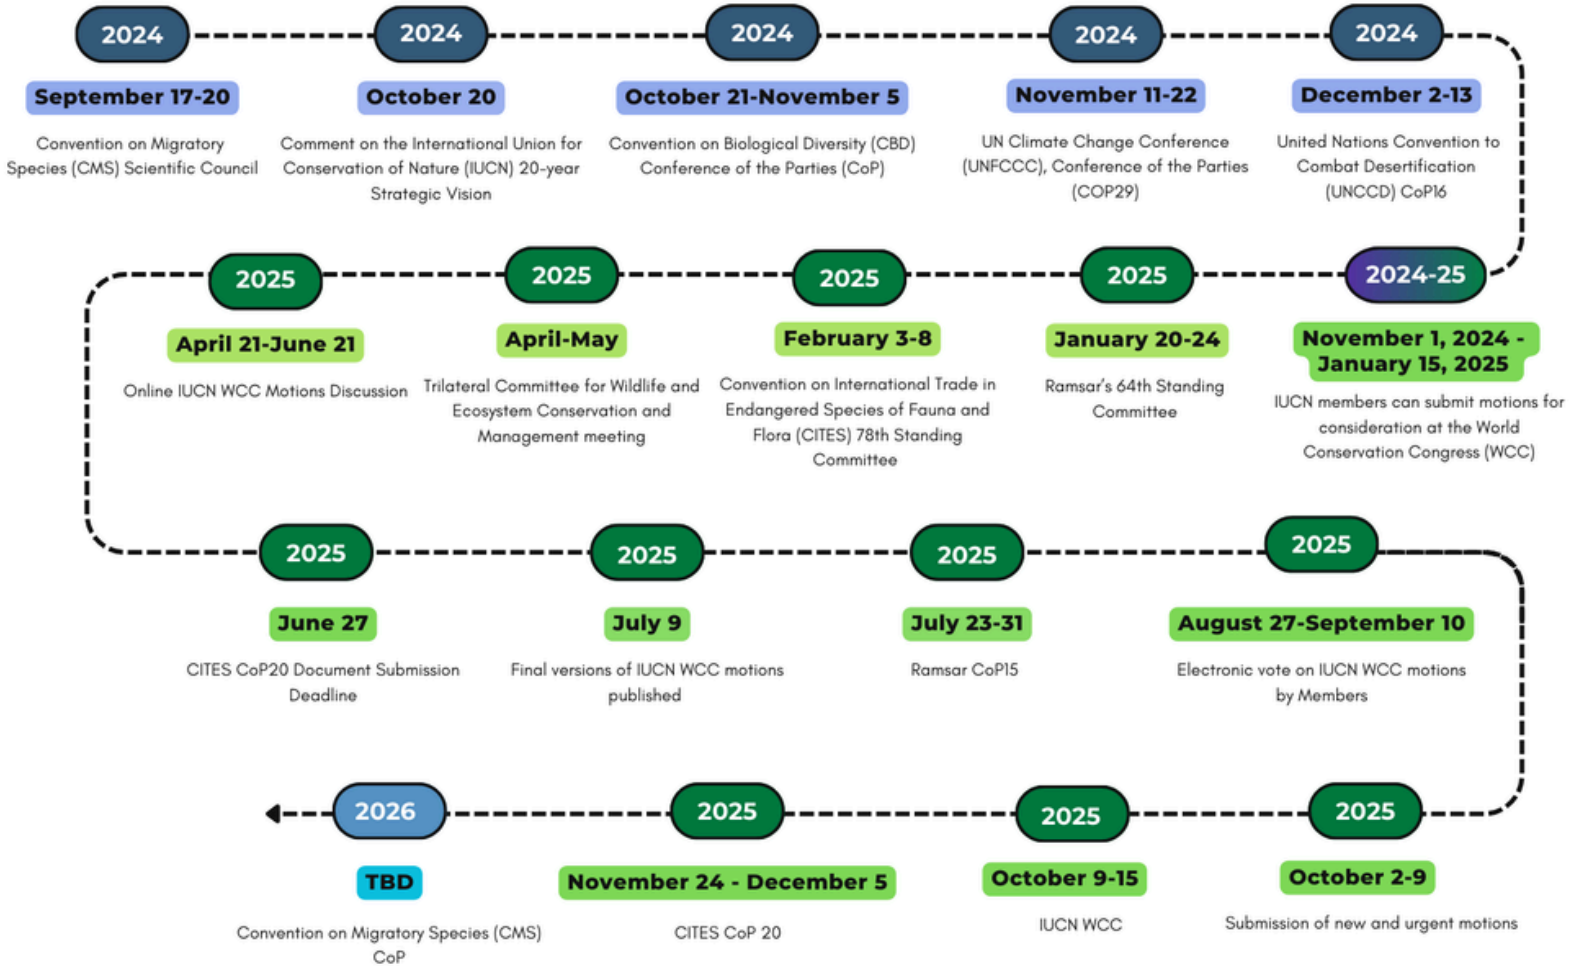 2024
September 17-20
Convention on Migratory
Species (CMS) Scientific Council
2024
October 20
Comment on the International Union for
Conservation of Nature (IUCN) 20-year
Strategic Vision
2024
October 21-November 5
Convention on Biological Diversity (CBD)
Conference of the Parties (CoP)
2024
November 11-22
UN Climate Change Conference
(UNFCCC), Conference of the Parties
(COP29)
2024
December 2-13
United Nations Convention to
Combat Desertification
(UNCCD) CoP16
2024-25
November 1, 2024 -
January 15, 2025
IUCN members can submit motions for
consideration at the World
Conservation Congress (WCC)
2025
January 20-24
Ramsar's 64th Standing
Committee
2025
February 3-8
Convention on International Trade in
Endangered Species of Fauna and
Flora (CITES) 78th Standing
Committee
2025
April-May
Trilateral Committee for Wildlife and
Ecosystem Conservation and
Management meeting
2025
April 21-June 21
Online IUCN WCC Motions Discussion
2025
June 27
CITES CoP20 Document Submission
Deadline
2025
July 9
Final versions of IUCN WCC motions
published
2025
July 23-31
Ramsar CoP15
2025
August 27-September 10
Electronic vote on IUCN WCC motions
by Members
2025
October 2-9
Submission of new and urgent motions
2025
October 9-15
IUCN WCC
2025
November 24 - December 5
CITES CoP 20
2026
TBD
Convention on Migratory Species (CMS)
CoP